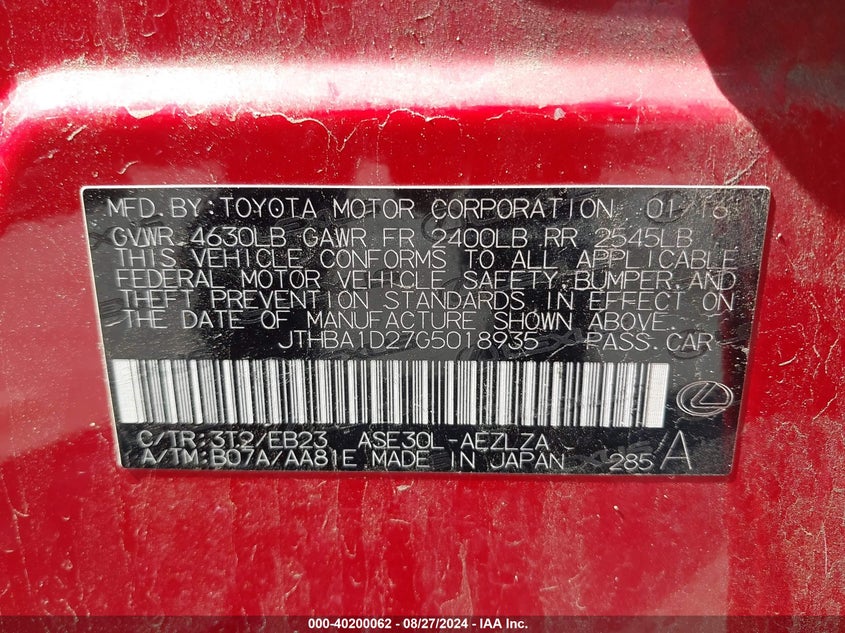 MFD BY: TOYOTA MOTOR CORPORATION 01/16
GVWR 4630LB GAWR FR 2400LB RR 2545LB
THIS VEHICLE CONFORMS TO ALL APPLICABLE
FEDERAL MOTOR VEHICLE SAFETY, BUMPER, AND
THEFT PREVENTION STANDARDS IN EFFECT ON
THE DATE OF MANUFACTURE SHOWN ABOVE.
JTHBA1D27G5018935 PASS.CAR
C/TR:3T2/EB23 ASE30L-AEZLZA
A/TM:B07A/AA81E MADE IN JAPAN 285 A
000-40200062 - 08/27/2024 - IAA Inc.